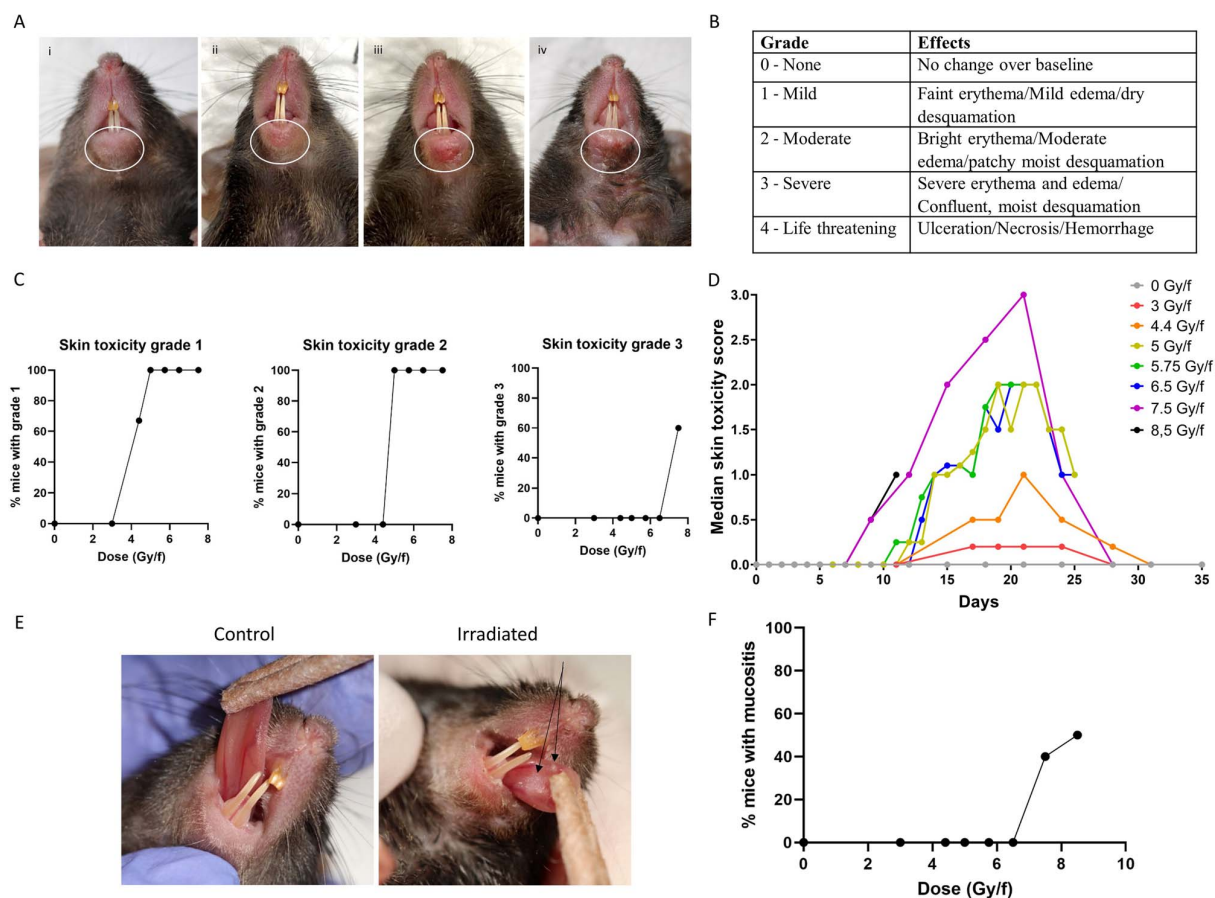 A
i
ii
iii
iv
B
Grade Effects
0 - None No change over baseline
1 - Mild Faint erythema/Mild edema/dry
desquamation
2 - Moderate Bright erythema/Moderate
edema/patchy moist desquamation
3 - Severe Severe erythema and edema/
Confluent, moist desquamation
4 - Life threatening Ulceration/Necrosis/Hemorrhage
C
Skin toxicity grade 1
% mice with grade 1
100
80
60
40
20
0
0 2 4 6 8
Dose (Gy/f)
Skin toxicity grade 2
% mice with grade 2
100
80
60
40
20
0
0 2 4 6 8
Dose (Gy/f)
Skin toxicity grade 3
% mice with grade 3
100
80
60
40
20
0
0 2 4 6 8
Dose (Gy/f)
D
Median skin toxicity score
3.0
2.5
2.0
1.5
1.0
0.5
0.0
0 5 10 15 20 25 30 35
Days
0 Gy/f
3 Gy/f
4.4 Gy/f
5 Gy/f
5.75 Gy/f
6.5 Gy/f
7.5 Gy/f
8,5 Gy/f
E
Control
Irradiated
F
% mice with mucositis
100
80
60
40
20
0
0 2 4 6 8 10
Dose (Gy/f)